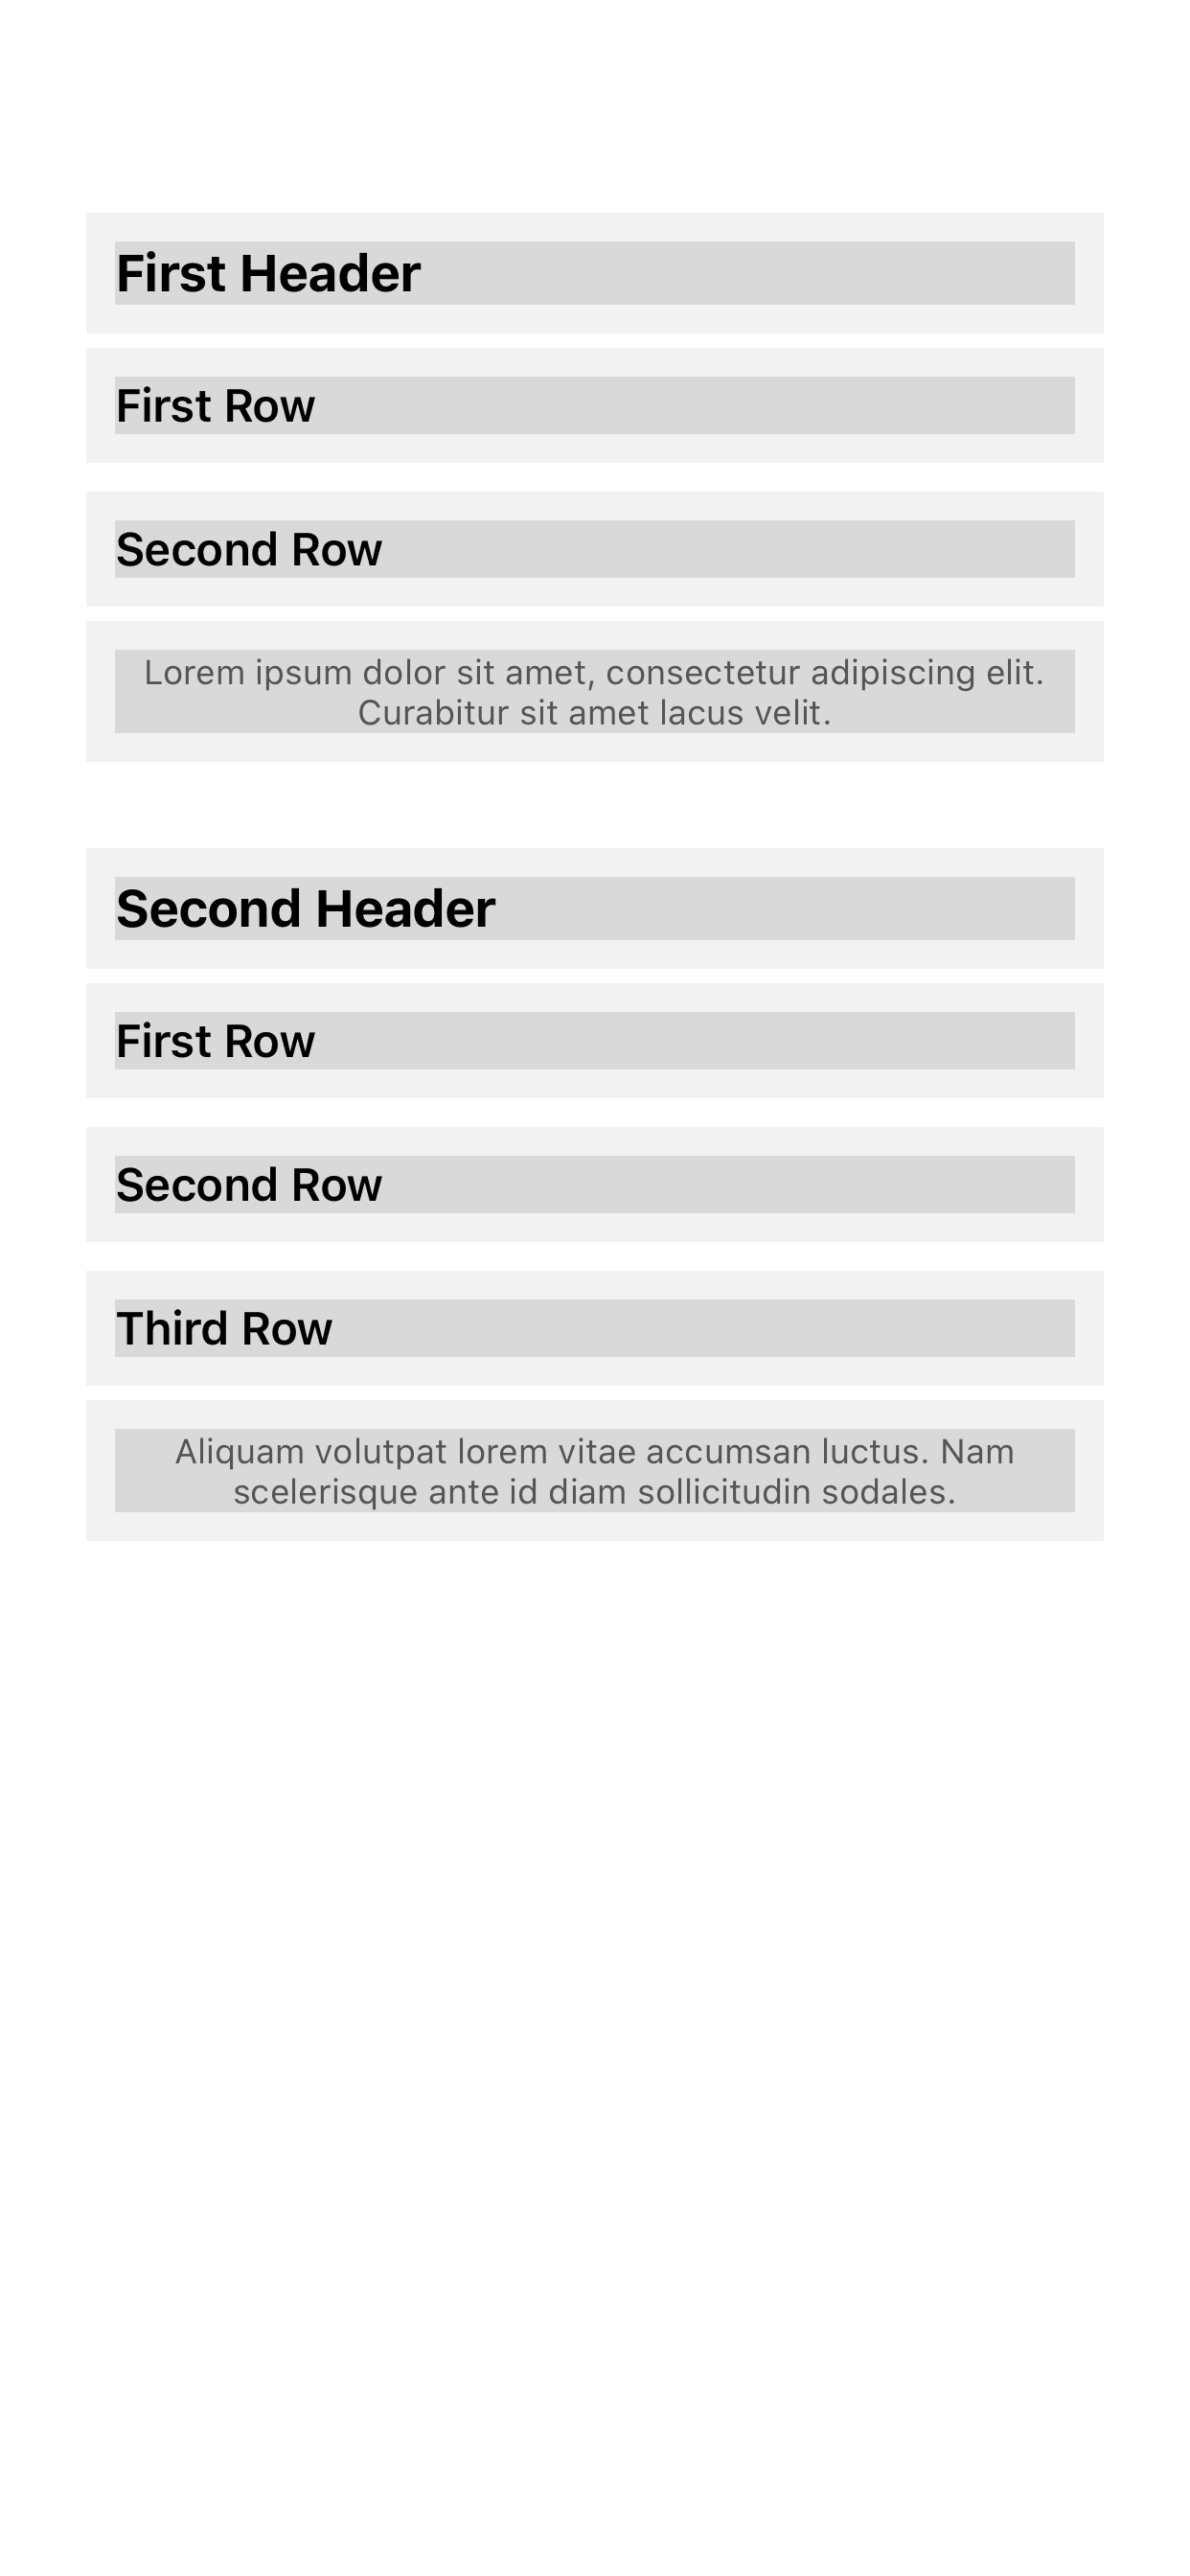 First Header
First Row
Second Row
Lorem ipsum dolor sit amet, consectetur adipiscing elit.
Curabitur sit amet lacus velit.
Second Header
First Row
Second Row
Third Row
Aliquam volutpat lorem vitae accumsan luctus. Nam
scelerisque ante id diam sollicitudin sodales.